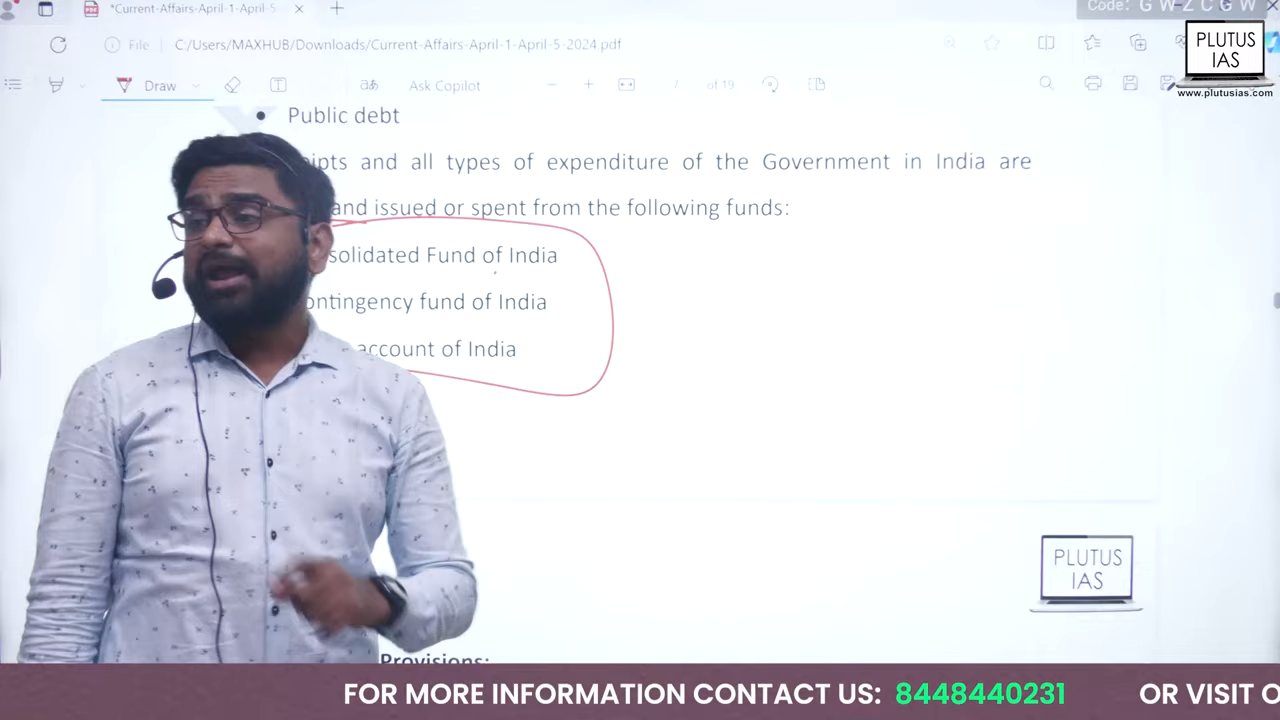 *Current-Affairs-April-1-April-5
Code: G W-Z C G W
File C:/Users/MAXHUB/Downloads/Current-Affairs-April-1-April-5-2024.pdf
PLUTUS
IAS
www.plutusias.com
Draw
Ask Copilot
7 of 19
Public debt
and all types of expenditure of the Government in India are
and issued or spent from the following funds:
solidated Fund of India
ontingency fund of India
account of India
PLUTUS
IAS
Provisions:
FOR MORE INFORMATION CONTACT US: 8448440231 OR VISIT O